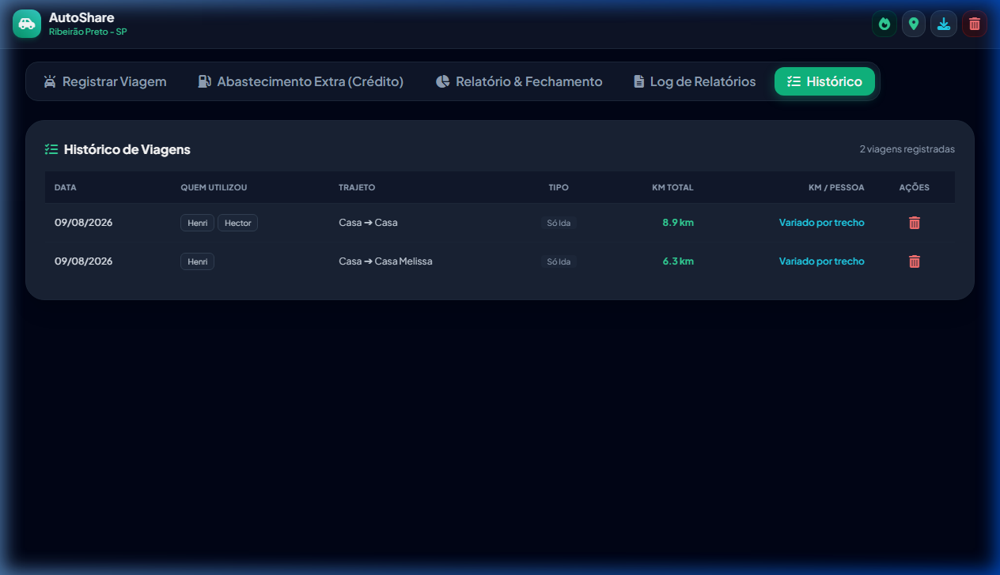 AutoShare
Ribeirão Preto - SP
Registrar Viagem
Abastecimento Extra (Crédito)
Relatório & Fechamento
Log de Relatórios
Histórico
Histórico de Viagens
2 viagens registradas
DATA QUEM UTILIZOU TRAJETO TIPO KM TOTAL KM / PESSOA AÇÕES
09/08/2026 Henri Hector Casa ➔ Casa Só Ida 8.9 km Variado por trecho
09/08/2026 Henri Casa ➔ Casa Melissa Só Ida 6.3 km Variado por trecho